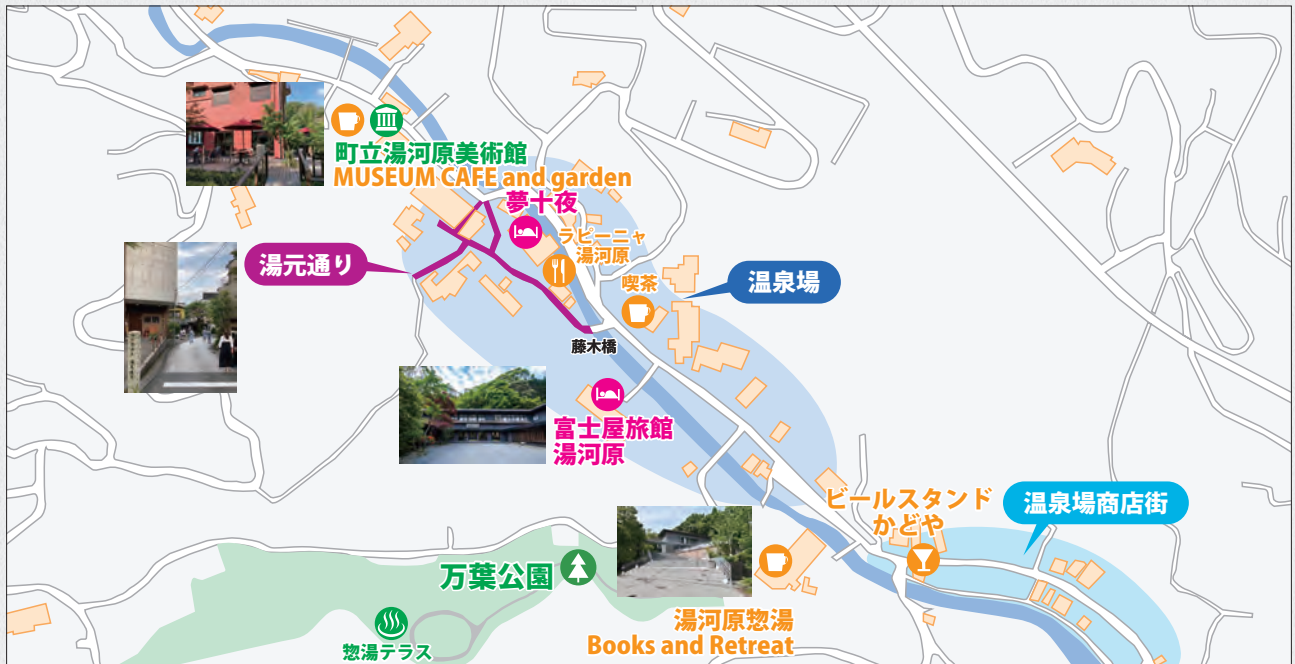 町立湯河原美術館
MUSEUM CAFE and garden
夢十夜
ラピーニャ
湯河原
湯元通り
喫茶
温泉場
藤木橋
富士屋旅館
湯河原
ビールスタンド
かどや
温泉場商店街
万葉公園
湯河原惣湯
Books and Retreat
惣湯テラス